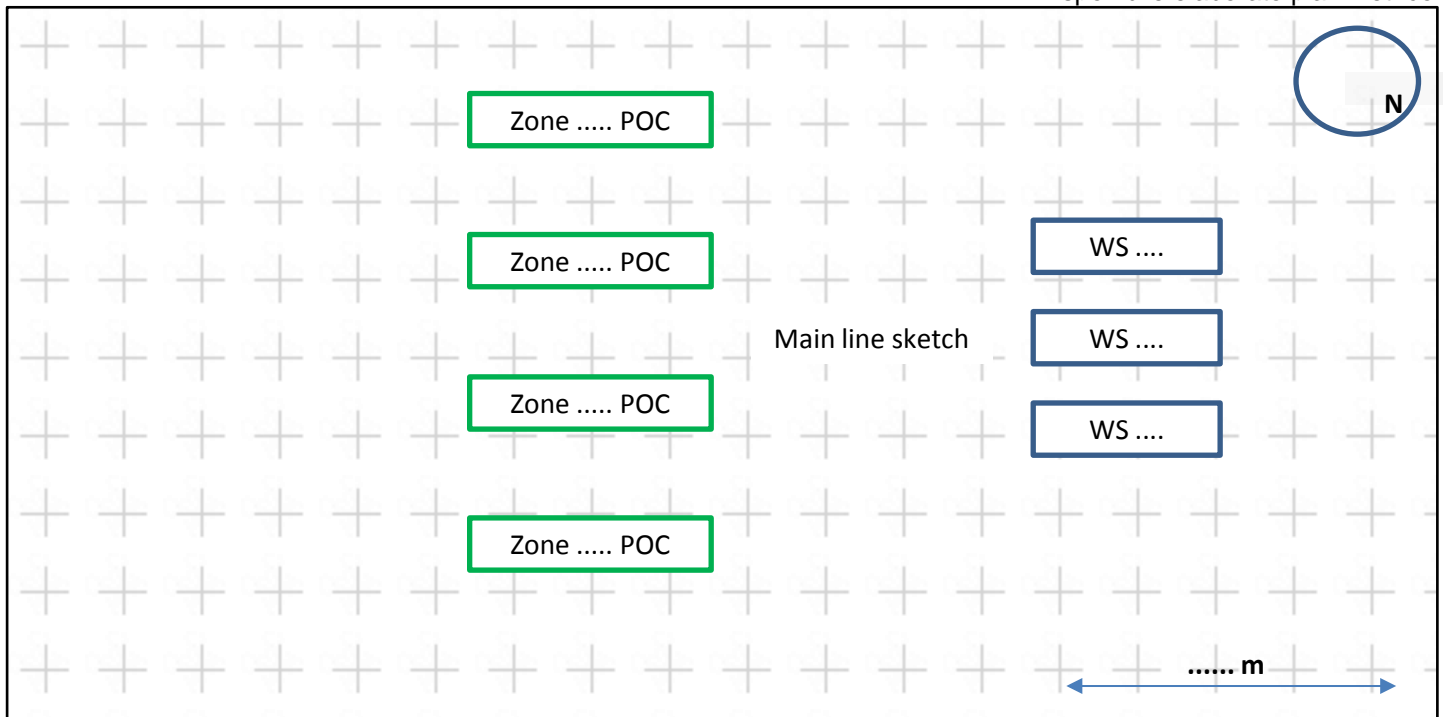 N
Zone ..... POC
WS ....
Zone ..... POC
Main line sketch
WS ....
Zone ..... POC
WS ....
Zone ..... POC
...... m